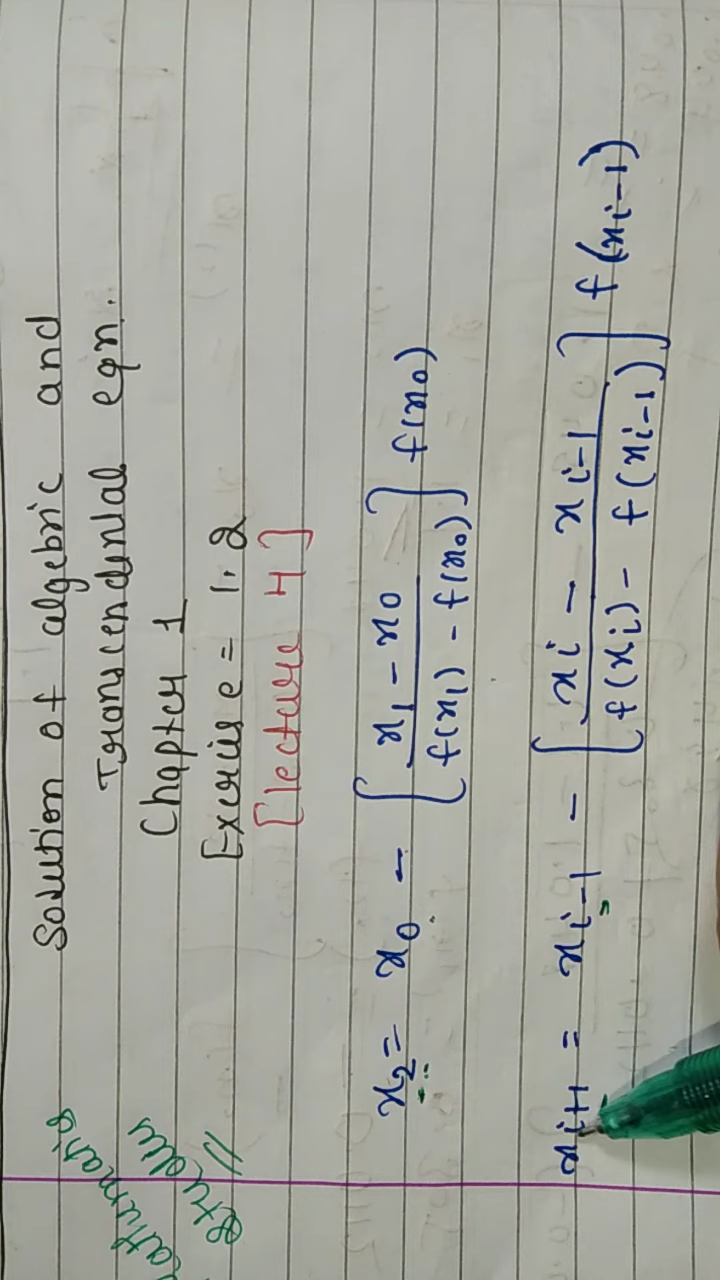 Solution of algebric and
Transcendental eqn.
Chapter 1
Exercise = 1.2
[lecture 4]
x₂ = x₀ - [x₁ - x₀ / f(x₁) - f(x₀)] f(x₀)
xᵢ₊₁ = xᵢ₋₁ - [xᵢ - xᵢ₋₁ / f(xᵢ) - f(xᵢ₋₁)] f(xᵢ₋₁)
study